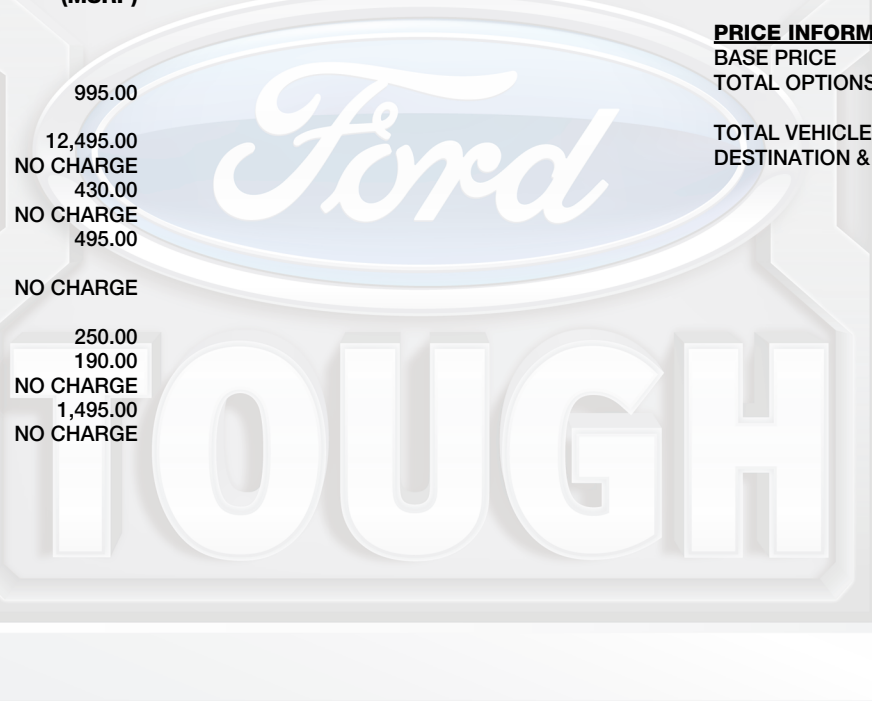 (MSRP)
995.00
12,495.00
NO CHARGE
430.00
NO CHARGE
495.00
NO CHARGE
250.00
190.00
NO CHARGE
1,495.00
NO CHARGE
PRICE INFORM
BASE PRICE
TOTAL OPTIONS
TOTAL VEHICLE
DESTINATION &
Ford
TOUGH